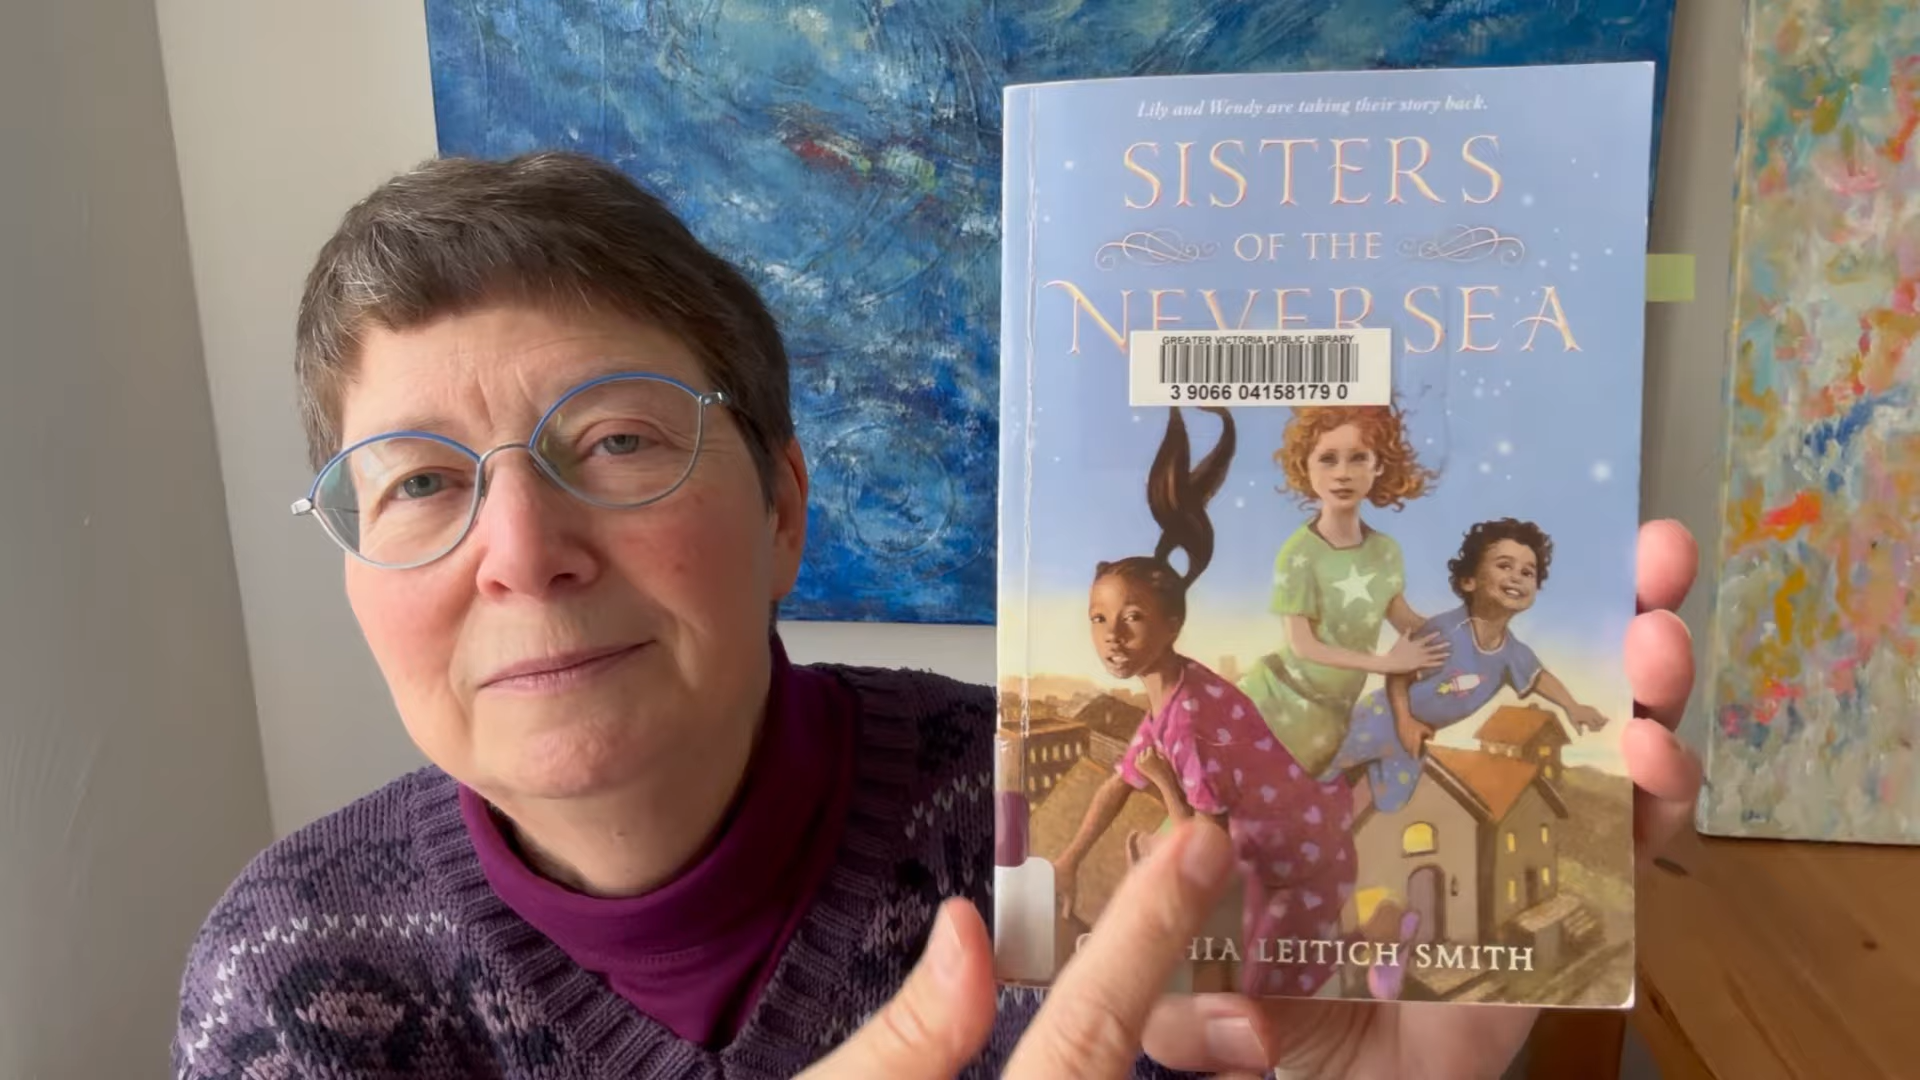 Lily and Wendy are taking their story back.
SISTERS
OF THE
NEVERSEA
GREATER VICTORIA PUBLIC LIBRARY
3 9066 04158179 0
LEITICH SMITH